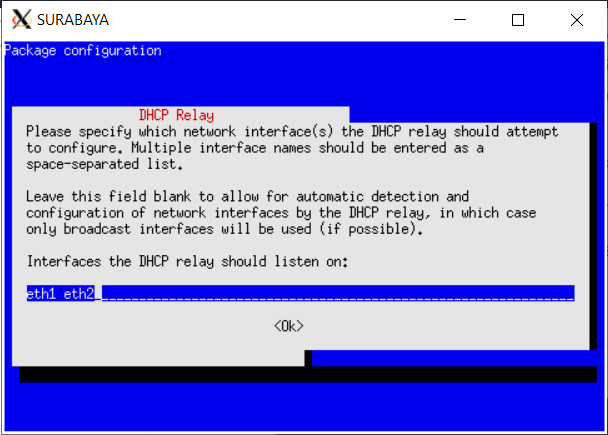 SURABAYA
Package configuration
DHCP Relay
Please specify which network interface(s) the DHCP relay should attempt
to configure. Multiple interface names should be entered as a
space-separated list.
Leave this field blank to allow for automatic detection and
configuration of network interfaces by the DHCP relay, in which case
only broadcast interfaces will be used (if possible).
Interfaces the DHCP relay should listen on:
eth1 eth2
<Ok>